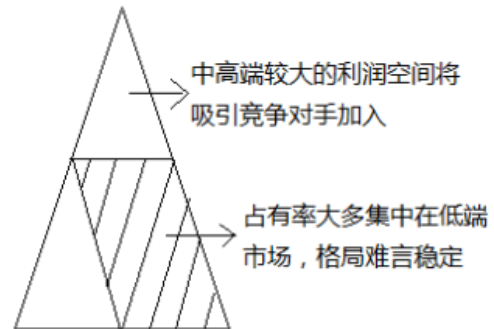 中高端较大的利润空间将
吸引竞争对手加入
占有率大多集中在低端
市场，格局难言稳定